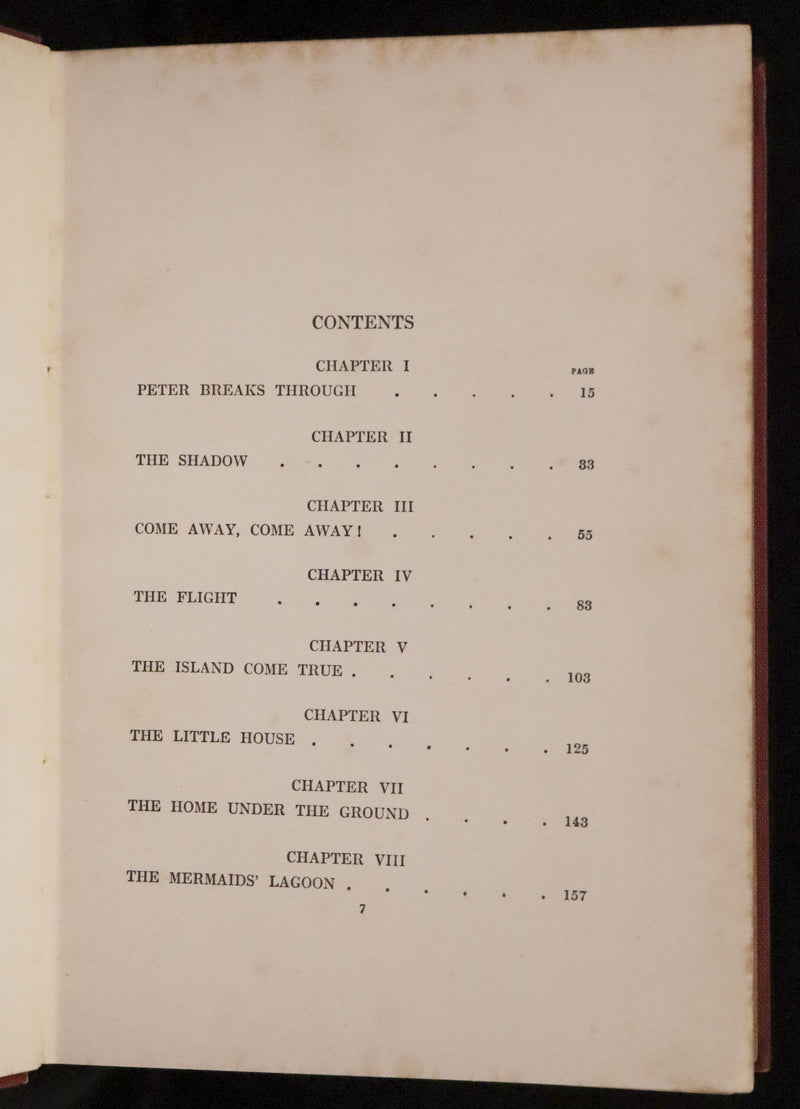 CONTENTS
CHAPTER I
PAGE
PETER BREAKS THROUGH . . . . . 15
CHAPTER II
THE SHADOW . . . . . . . . 33
CHAPTER III
COME AWAY, COME AWAY! . . . . . 55
CHAPTER IV
THE FLIGHT . . . . . . . . 83
CHAPTER V
THE ISLAND COME TRUE . . . . . . 103
CHAPTER VI
THE LITTLE HOUSE . . . . . . . 125
CHAPTER VII
THE HOME UNDER THE GROUND . . . . 143
CHAPTER VIII
THE MERMAIDS' LAGOON . . . . . . 157
7